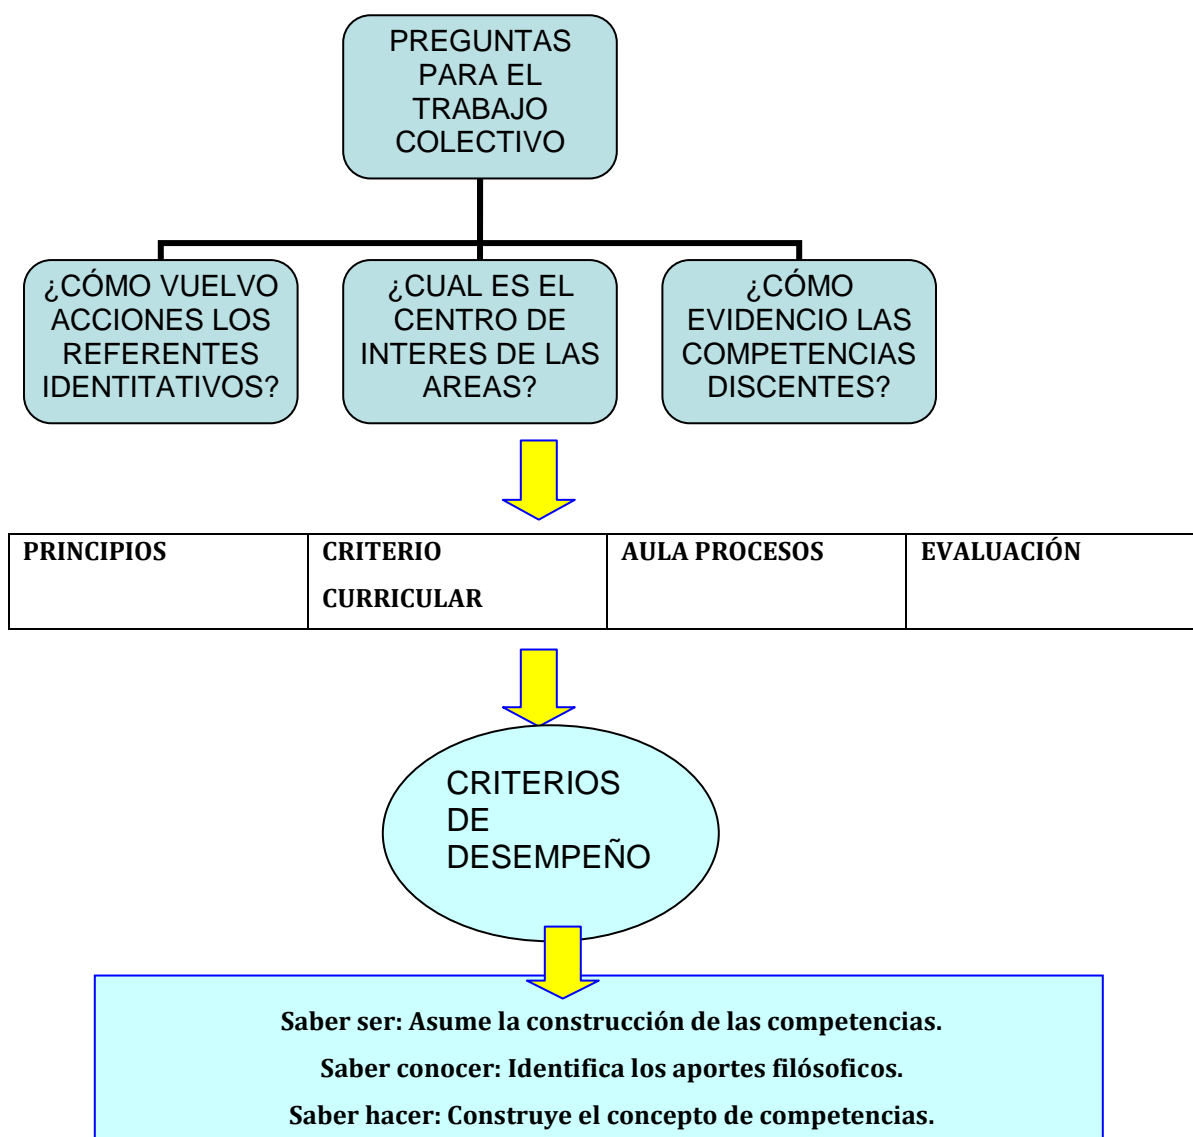 PREGUNTAS
PARA EL
TRABAJO
COLECTIVO
¿CÓMO VUELVO
ACCIONES LOS
REFERENTES
IDENTITATIVOS?
¿CUAL ES EL
CENTRO DE
INTERES DE LAS
AREAS?
¿CÓMO
EVIDENCIO LAS
COMPETENCIAS
DISCENTES?
PRINCIPIOS
CRITERIO
CURRICULAR
AULA PROCESOS
EVALUACIÓN
CRITERIOS
DE
DESEMPEÑO
Saber ser: Asume la construcción de las competencias.
Saber conocer: Identifica los aportes filósoficos.
Saber hacer: Construye el concepto de competencias.